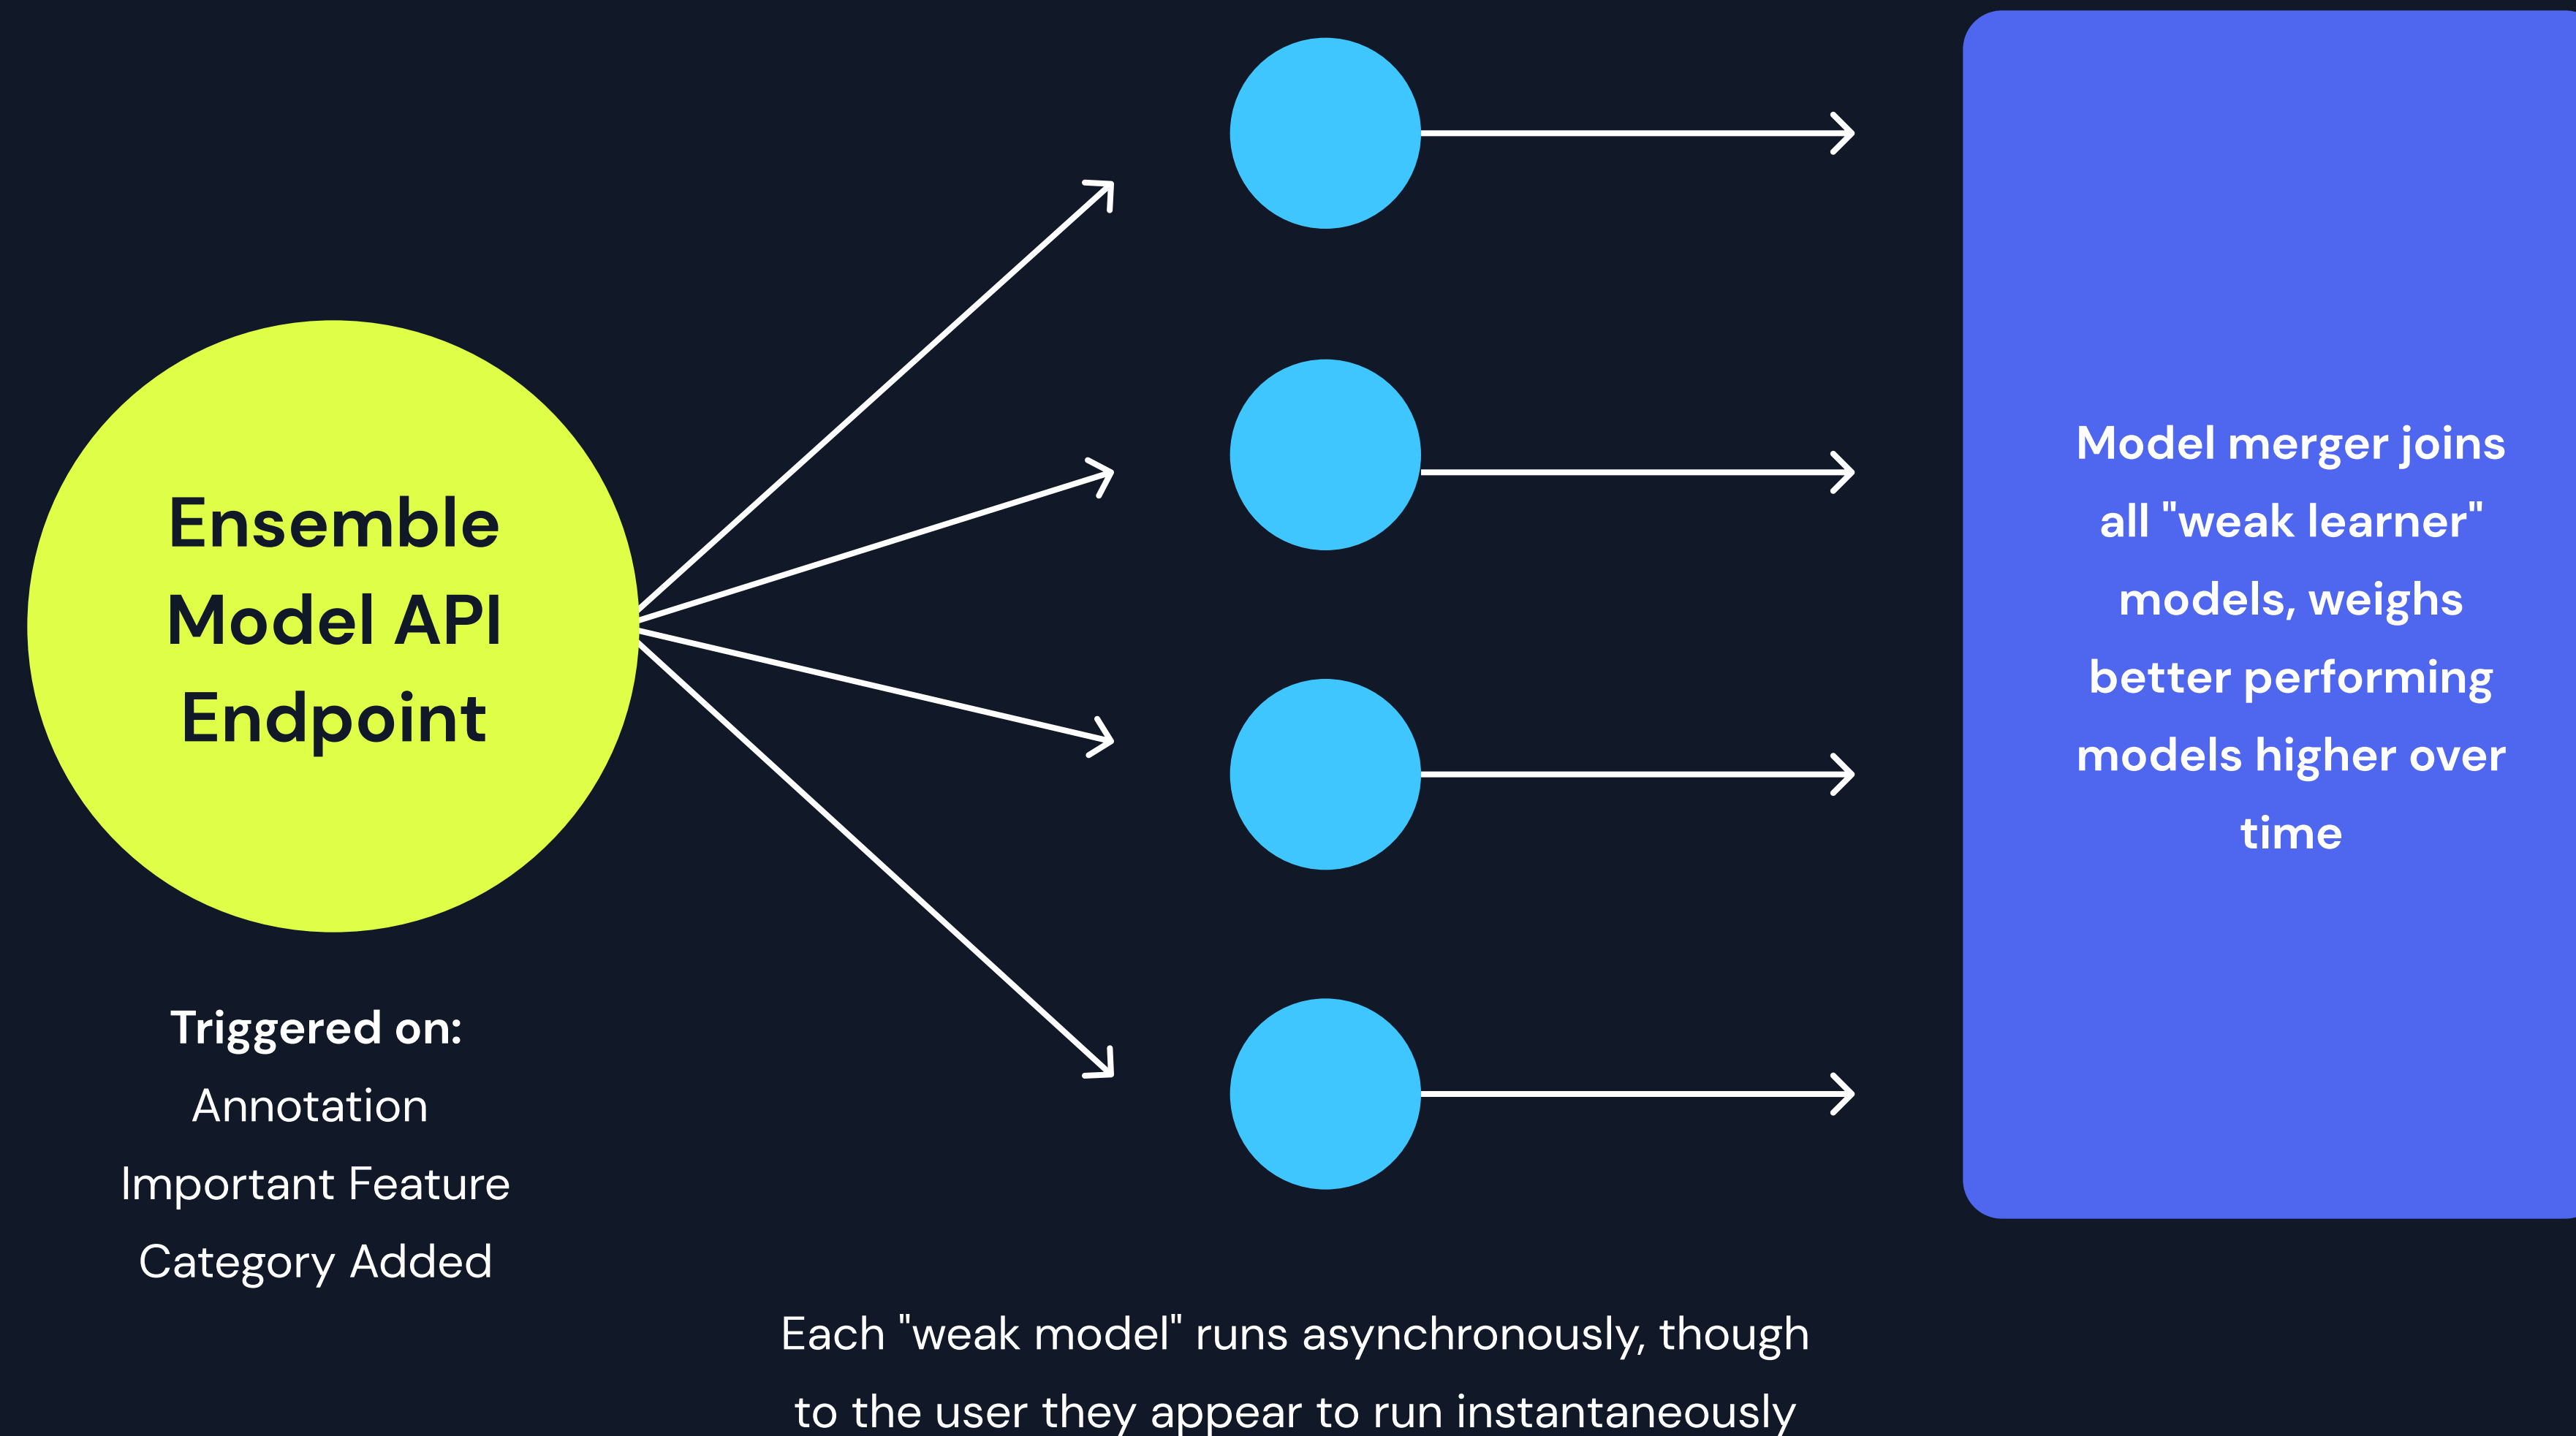 Ensemble
Model API
Endpoint
Triggered on:
Annotation
Important Feature
Category Added
Each "weak model" runs asynchronously, though
to the user they appear to run instantaneously
Model merger joins
all "weak learner"
models, weighs
better performing
models higher over
time